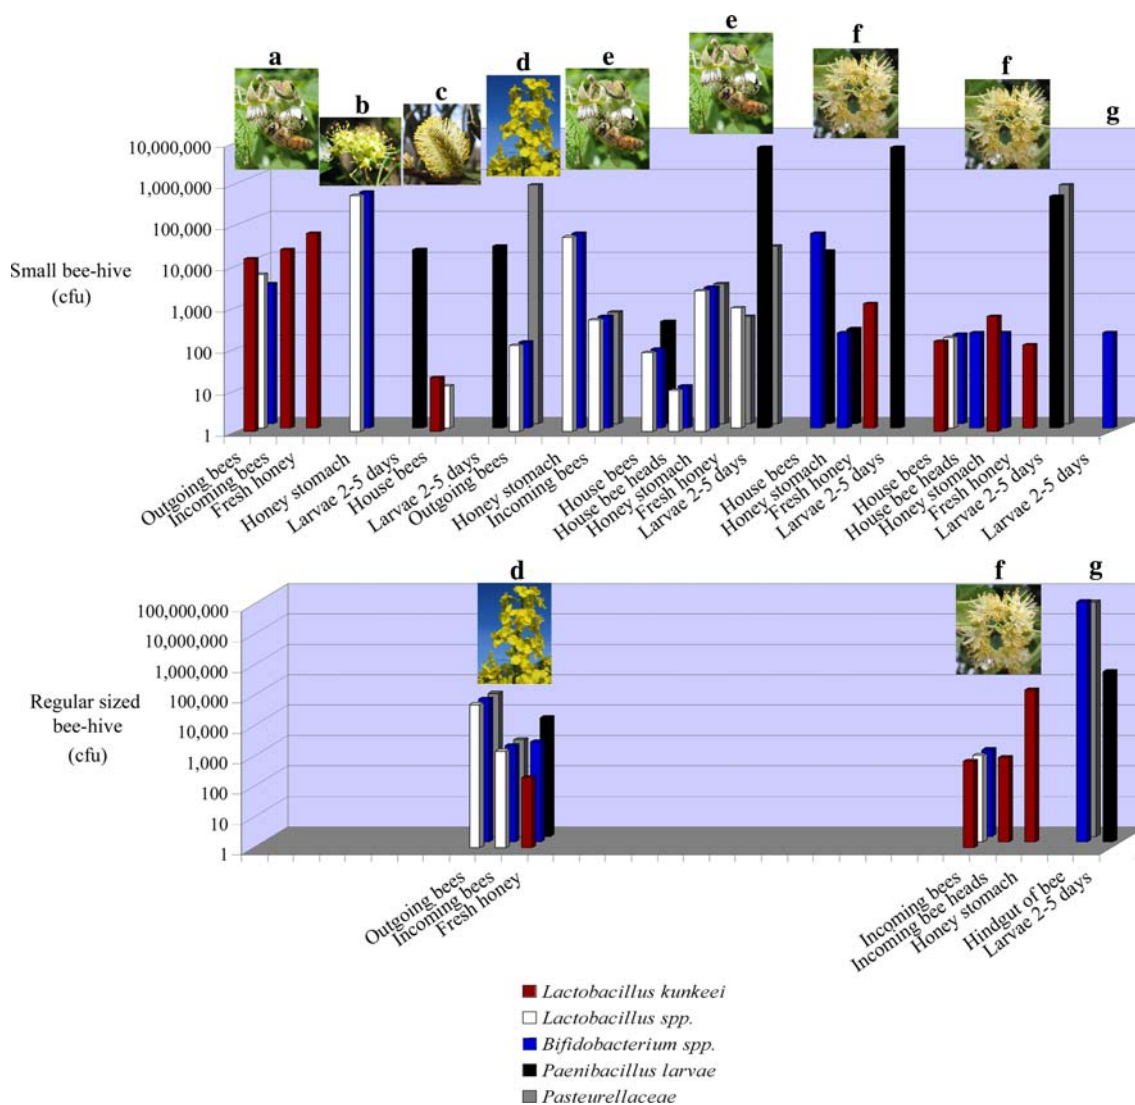 a b c d e e f f g
10,000,000
1,000,000
100,000
10,000
1,000
100
10
1
Small bee-hive
(cfu)
Outgoing bees
Incoming bees
Fresh honey
Honey stomach
Larvae 2-5 days
House bees
Larvae 2-5 days
Outgoing bees
Honey stomach
Incoming bees
House bees
House bee heads
Honey stomach
Fresh honey
Larvae 2-5 days
House bees
Honey stomach
Fresh honey
Larvae 2-5 days
House bees
House bee heads
Honey stomach
Fresh honey
Larvae 2-5 days
Larvae 2-5 days
d f g
100,000,000
10,000,000
1,000,000
100,000
10,000
1,000
100
10
1
Regular sized
bee-hive
(cfu)
Outgoing bees
Incoming bees
Fresh honey
Incoming bees
Incoming bee heads
Honey stomach
Hindgut of bee
Larvae 2-5 days
Lactobacillus kunkeei
Lactobacillus spp.
Bifidobacterium spp.
Paenibacillus larvae
Pasteurellaceae